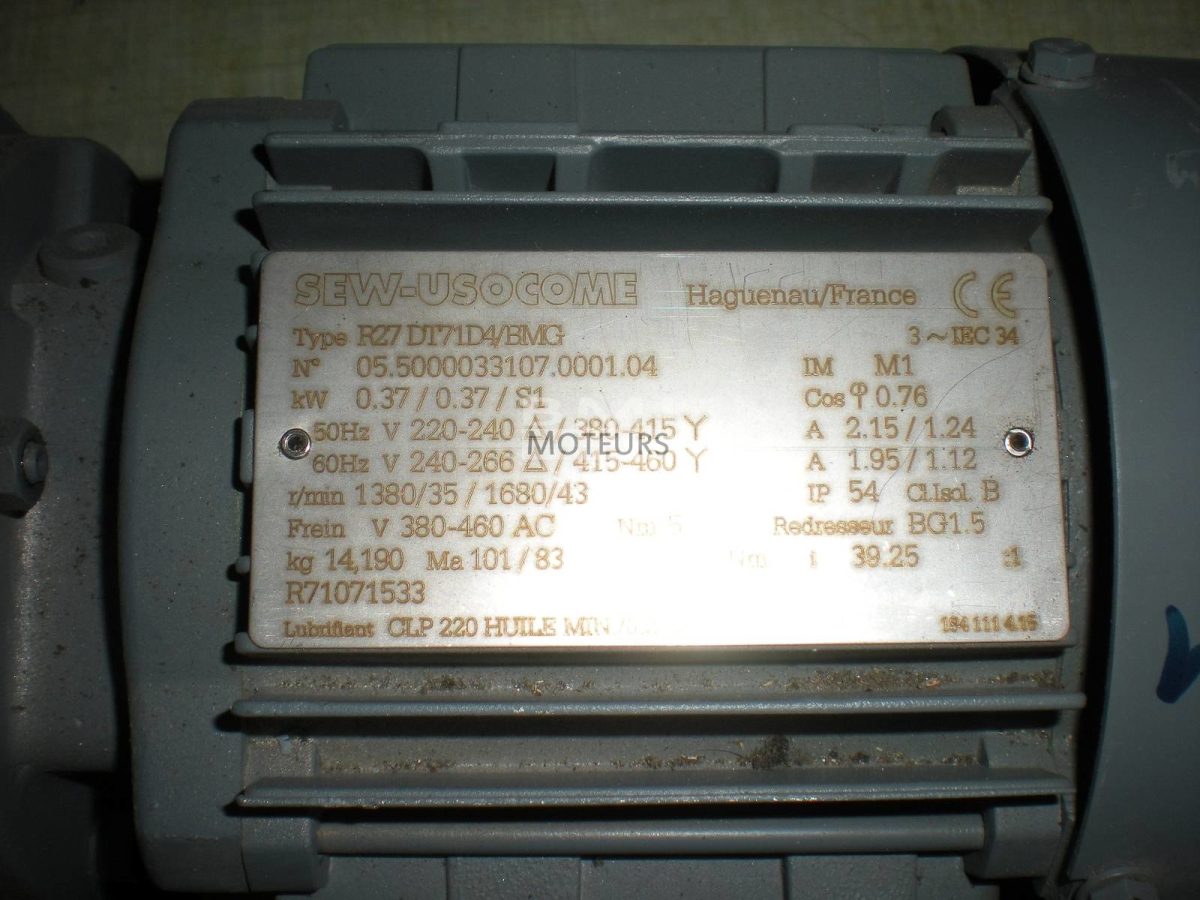 SEW-USOCOME Haguenau/France CE
Type R27 DT71D4/BMG 3~IEC 34
N° 05.5000033107.0001.04 IM M1
kW 0.37 / 0.37 / S1 Cos φ 0.76
50Hz V 220-240 △ / 380-415 Y A 2.15 / 1.24
MOTEURS
60Hz V 240-266 △ / 415-460 Y A 1.95 / 1.12
r/min 1380/35 / 1680/43 IP 54 Cl.Isol. B
Frein V 380-460 AC Nm 5 Redresseur BG1.5
kg 14,190 Ma 101 / 83 Nm i 39.25 :1
R71071533
Lubrifiant CLP 220 HUILE MIN. 184 111 4.15